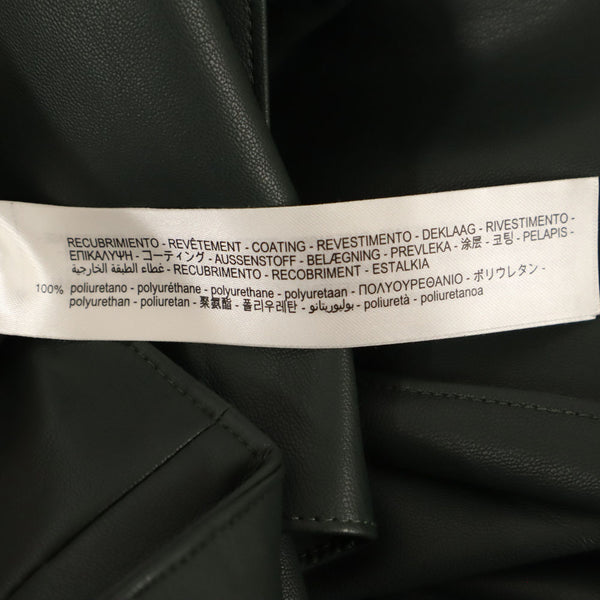 RECUBRIMIENTO - REVÊTEMENT - COATING - REVESTIMENTO - DEKLAAG - RIVESTIMENTO -
ΕΠΙΚΑΛΥΨΗ - コーティング - AUSSENSTOFF - BELÆGNING - PREVLEKA - 涂层 - 코팅 - PELAPIS -
غطاء الطبقة الخارجية - RECUBRIMENTO - RECOBRIMENT - ESTALKIA
100% poliuretano - polyuréthane - polyurethane - polyuretaan - ΠΟΛΥΟΥΡΕΘΑΝΙΟ - ポリウレタン -
polyurethan - poliuretan - 聚氨酯 - 폴리우레탄 - بوليوريتانو - poliuretà - poliuretanoa